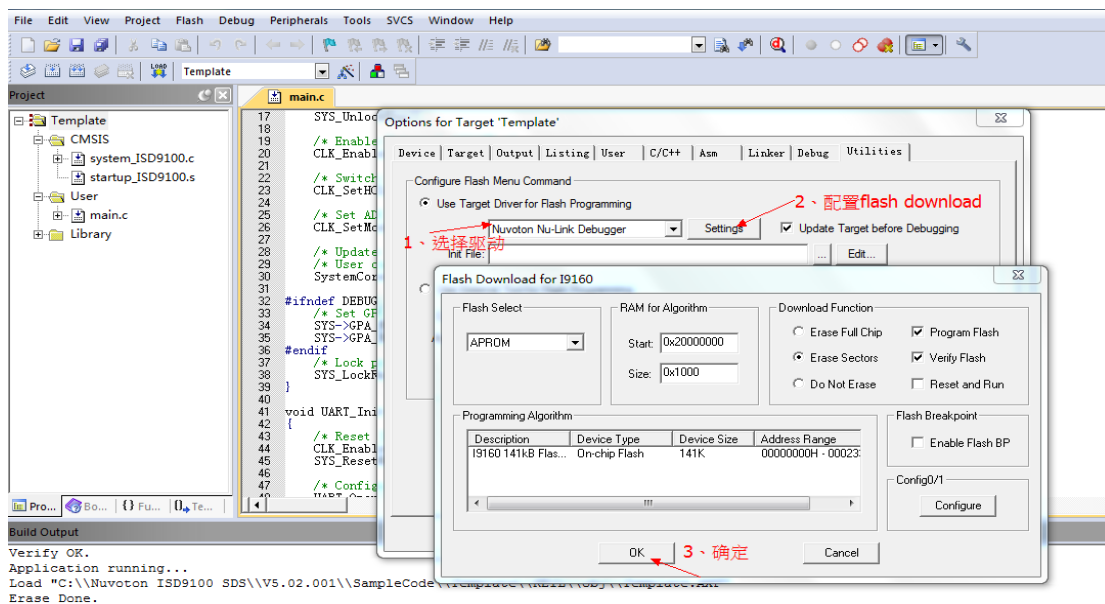 File Edit View Project Flash Debug Peripherals Tools SVCS Window Help
LOAD Template
Project
main.c
Template
CMSIS
system_ISD9100.c
startup_ISD9100.s
User
main.c
Library
17 SYS_Unloc
18
19 /* Enable
20 CLK_Enabl
21
22 /* Switch
23 CLK_SetHC
24
25 /* Set AD
26 CLK_SetMo
27
28 /* Update
29 /* User c
30 SystemCor
31
32 #ifndef DEBUG
33 /* Set GP
34 SYS->GPA_
35 SYS->GPA_
36 #endif
37 /* Lock p
38 SYS_LockR
39 }
40
41 void UART_Ini
42 {
43 /* Reset
44 CLK_Enabl
45 SYS_Reset
46
47 /* Config
Pro... Bo... {} Fu... Te...
Options for Target 'Template'
Device Target Output Listing User C/C++ Asm Linker Debug Utilities
Configure Flash Menu Command
Use Target Driver for Flash Programming
2、配置flash download
Nuvoton Nu-Link Debugger Settings Update Target before Debugging
1、选择驱动
Init File: ... Edit...
Flash Download for I9160
Flash Select RAM for Algorithm Download Function
APROM Start: 0x20000000 Erase Full Chip Program Flash
Size: 0x1000 Erase Sectors Verify Flash
Do Not Erase Reset and Run
Programming Algorithm Flash Breakpoint
Description Device Type Device Size Address Range Enable Flash BP
I9160 141kB Flas... On-chip Flash 141K 00000000H - 00023
Config0/1
Configure
OK 3、确定 Cancel
Build Output
Verify OK.
Application running...
Load "C:\\Nuvoton ISD9100 SDS\\V5.02.001\\SampleCode\\Template\\KEIL\\Obj\\Template.AXF"
Erase Done.